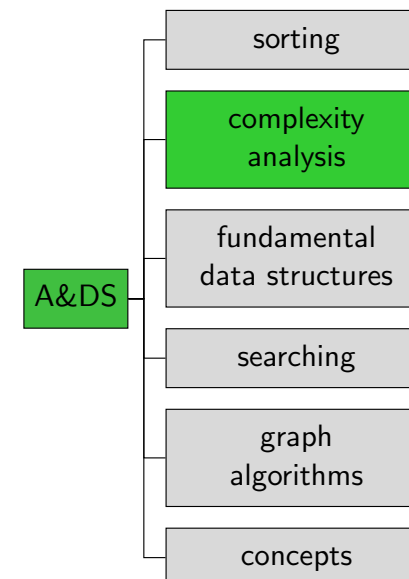 sorting
complexity
analysis
fundamental
data structures
A&DS
searching
graph
algorithms
concepts